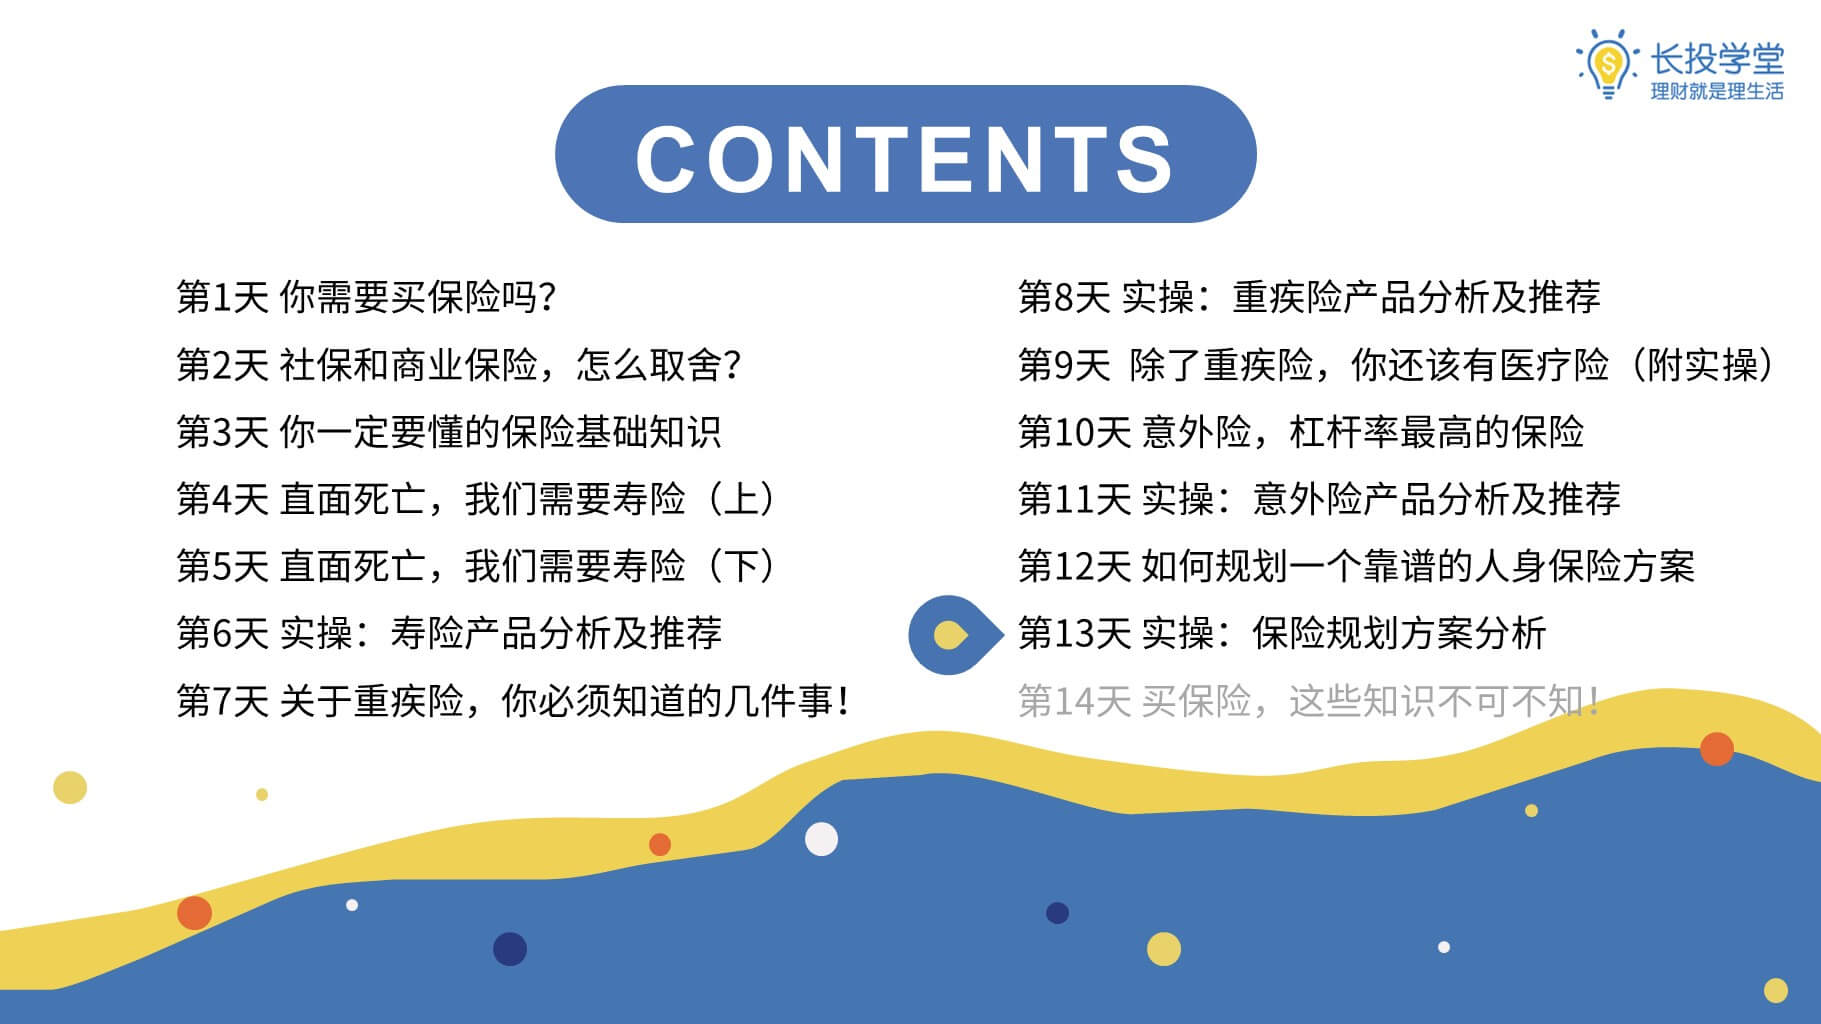 长投学堂
理财就是理生活
CONTENTS
第1天 你需要买保险吗?
第2天 社保和商业保险，怎么取舍?
第3天 你一定要懂的保险基础知识
第4天 直面死亡，我们需要寿险（上）
第5天 直面死亡，我们需要寿险（下）
第6天 实操：寿险产品分析及推荐
第7天 关于重疾险，你必须知道的几件事!
第8天 实操：重疾险产品分析及推荐
第9天 除了重疾险，你还该有医疗险（附实操）
第10天 意外险，杠杆率最高的保险
第11天 实操：意外险产品分析及推荐
第12天 如何规划一个靠谱的人身保险方案
第13天 实操：保险规划方案分析
第14天 买保险，这些知识不可不知!